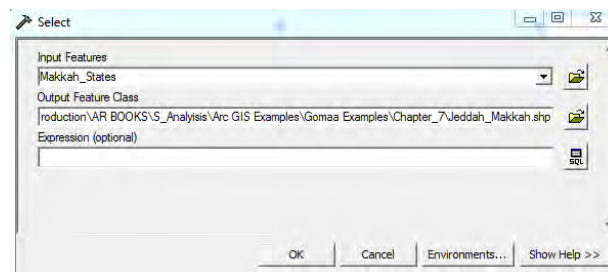 Select
Input Features
Makkah_States
Output Feature Class
roduction\AR BOOKS\S_Analyisis\Arc GIS Examples\Gomaa Examples\Chapter_7\Jeddah_Makkah.shp
Expression (optional)
SQL
OK Cancel Environments... Show Help >>